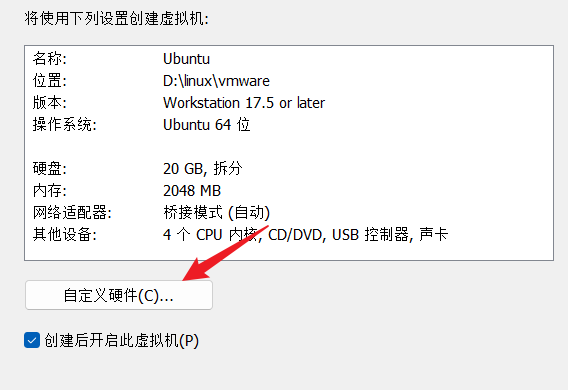 将使用下列设置创建虚拟机:
名称: Ubuntu
位置: D:\linux\vmware
版本: Workstation 17.5 or later
操作系统: Ubuntu 64 位
硬盘: 20 GB, 拆分
内存: 2048 MB
网络适配器: 桥接模式 (自动)
其他设备: 4 个 CPU 内核, CD/DVD, USB 控制器, 声卡
自定义硬件(C)...
创建后开启此虚拟机(P)